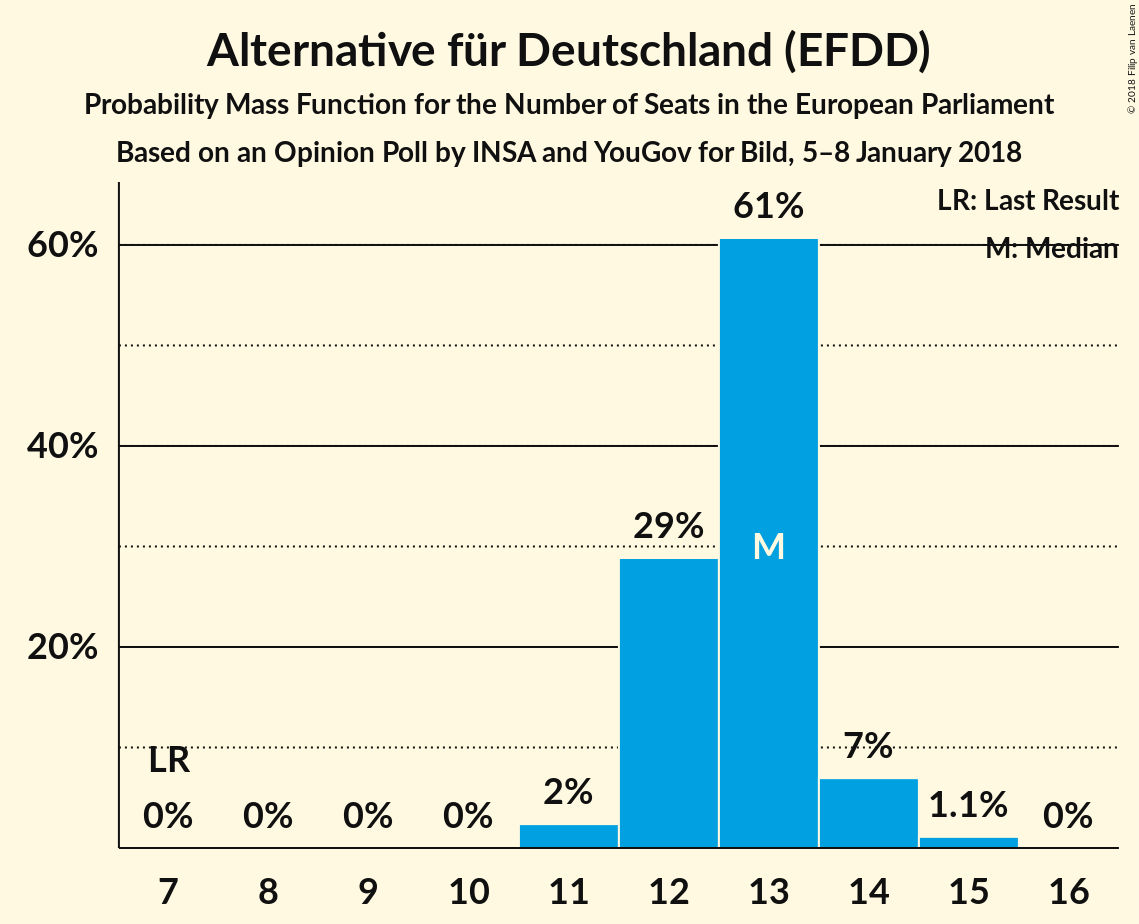 Alternative für Deutschland (EFDD)
Probability Mass Function for the Number of Seats in the European Parliament
Based on an Opinion Poll by INSA and YouGov for Bild, 5–8 January 2018
© 2018 Filip van Laenen
LR: Last Result
M: Median
61%
60%
40%
29%
M
20%
LR
7%
2%
1.1%
0% 0% 0% 0% 0%
7 8 9 10 11 12 13 14 15 16